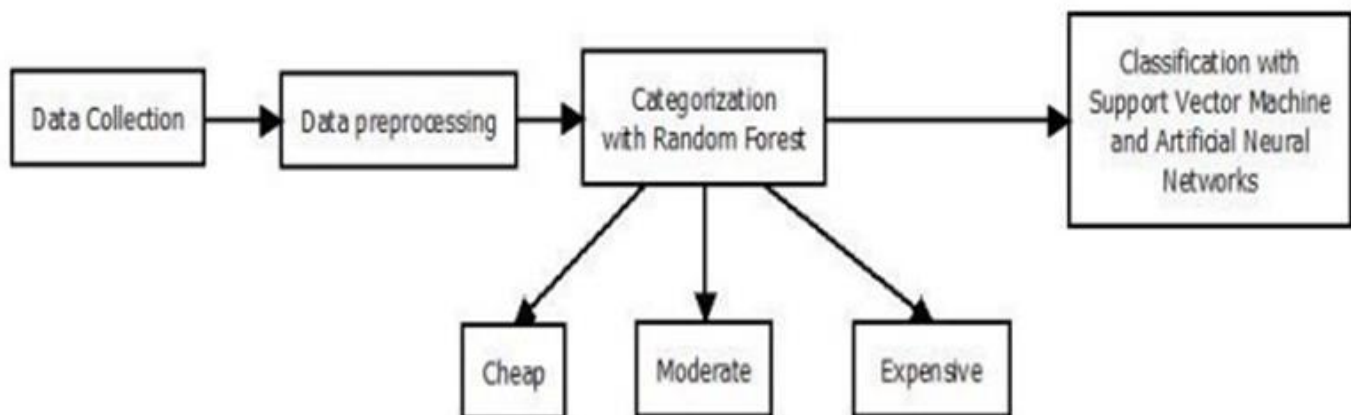 Data Collection
Data preprocessing
Categorization
with Random Forest
Classification with
Support Vector Machine
and Artificial Neural
Networks
Cheap
Moderate
Expensive